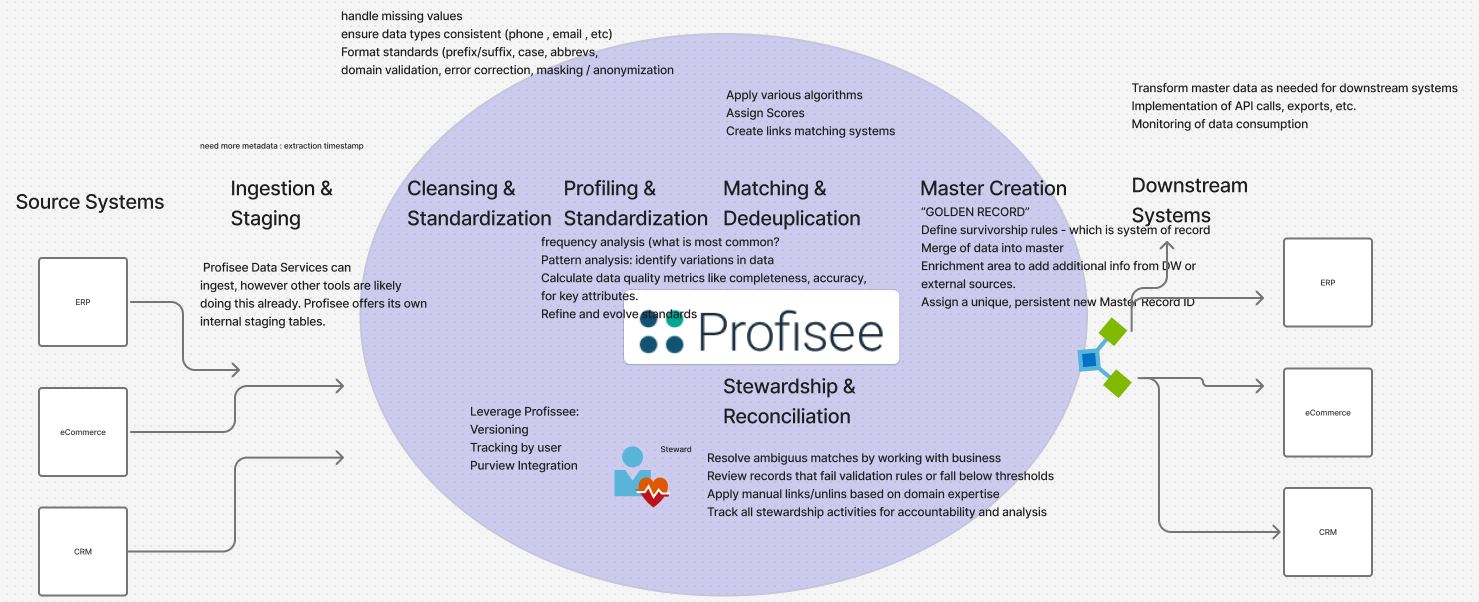 handle missing values
ensure data types consistent (phone , email , etc)
Format standards (prefix/suffix, case, abbrevs,
domain validation, error correction, masking / anonymization
Apply various algorithms
Assign Scores
Create links matching systems
Transform master data as needed for downstream systems
Implementation of API calls, exports, etc.
Monitoring of data consumption
need more metadata : extraction timestamp
Source Systems
Ingestion &
Staging
Cleansing &
Standardization
Profiling &
Standardization
Matching &
Dedeuplication
Master Creation
Downstream
Systems
“GOLDEN RECORD”
Define survivorship rules - which is system of record
Merge of data into master
Enrichment area to add additional info from DW or
external sources.
Assign a unique, persistent new Master Record ID
frequency analysis (what is most common?
Pattern analysis: identify variations in data
Calculate data quality metrics like completeness, accuracy,
for key attributes.
Refine and evolve standards
Profisee Data Services can
ingest, however other tools are likely
doing this already. Profisee offers its own
internal staging tables.
ERP
eCommerce
CRM
Profisee
Stewardship &
Reconciliation
Leverage Profissee:
Versioning
Tracking by user
Purview Integration
Steward
Resolve ambiguus matches by working with business
Review records that fail validation rules or fall below thresholds
Apply manual links/unlins based on domain expertise
Track all stewardship activities for accountability and analysis
ERP
eCommerce
CRM